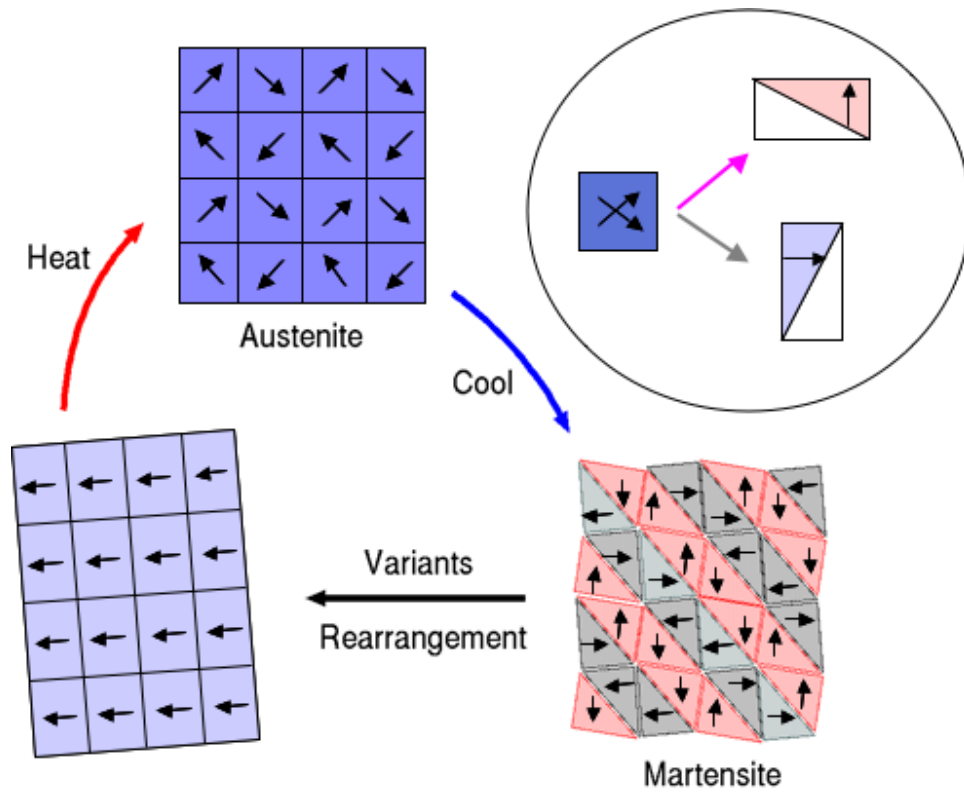 Heat
Austenite
Cool
Variants
Rearrangement
Martensite